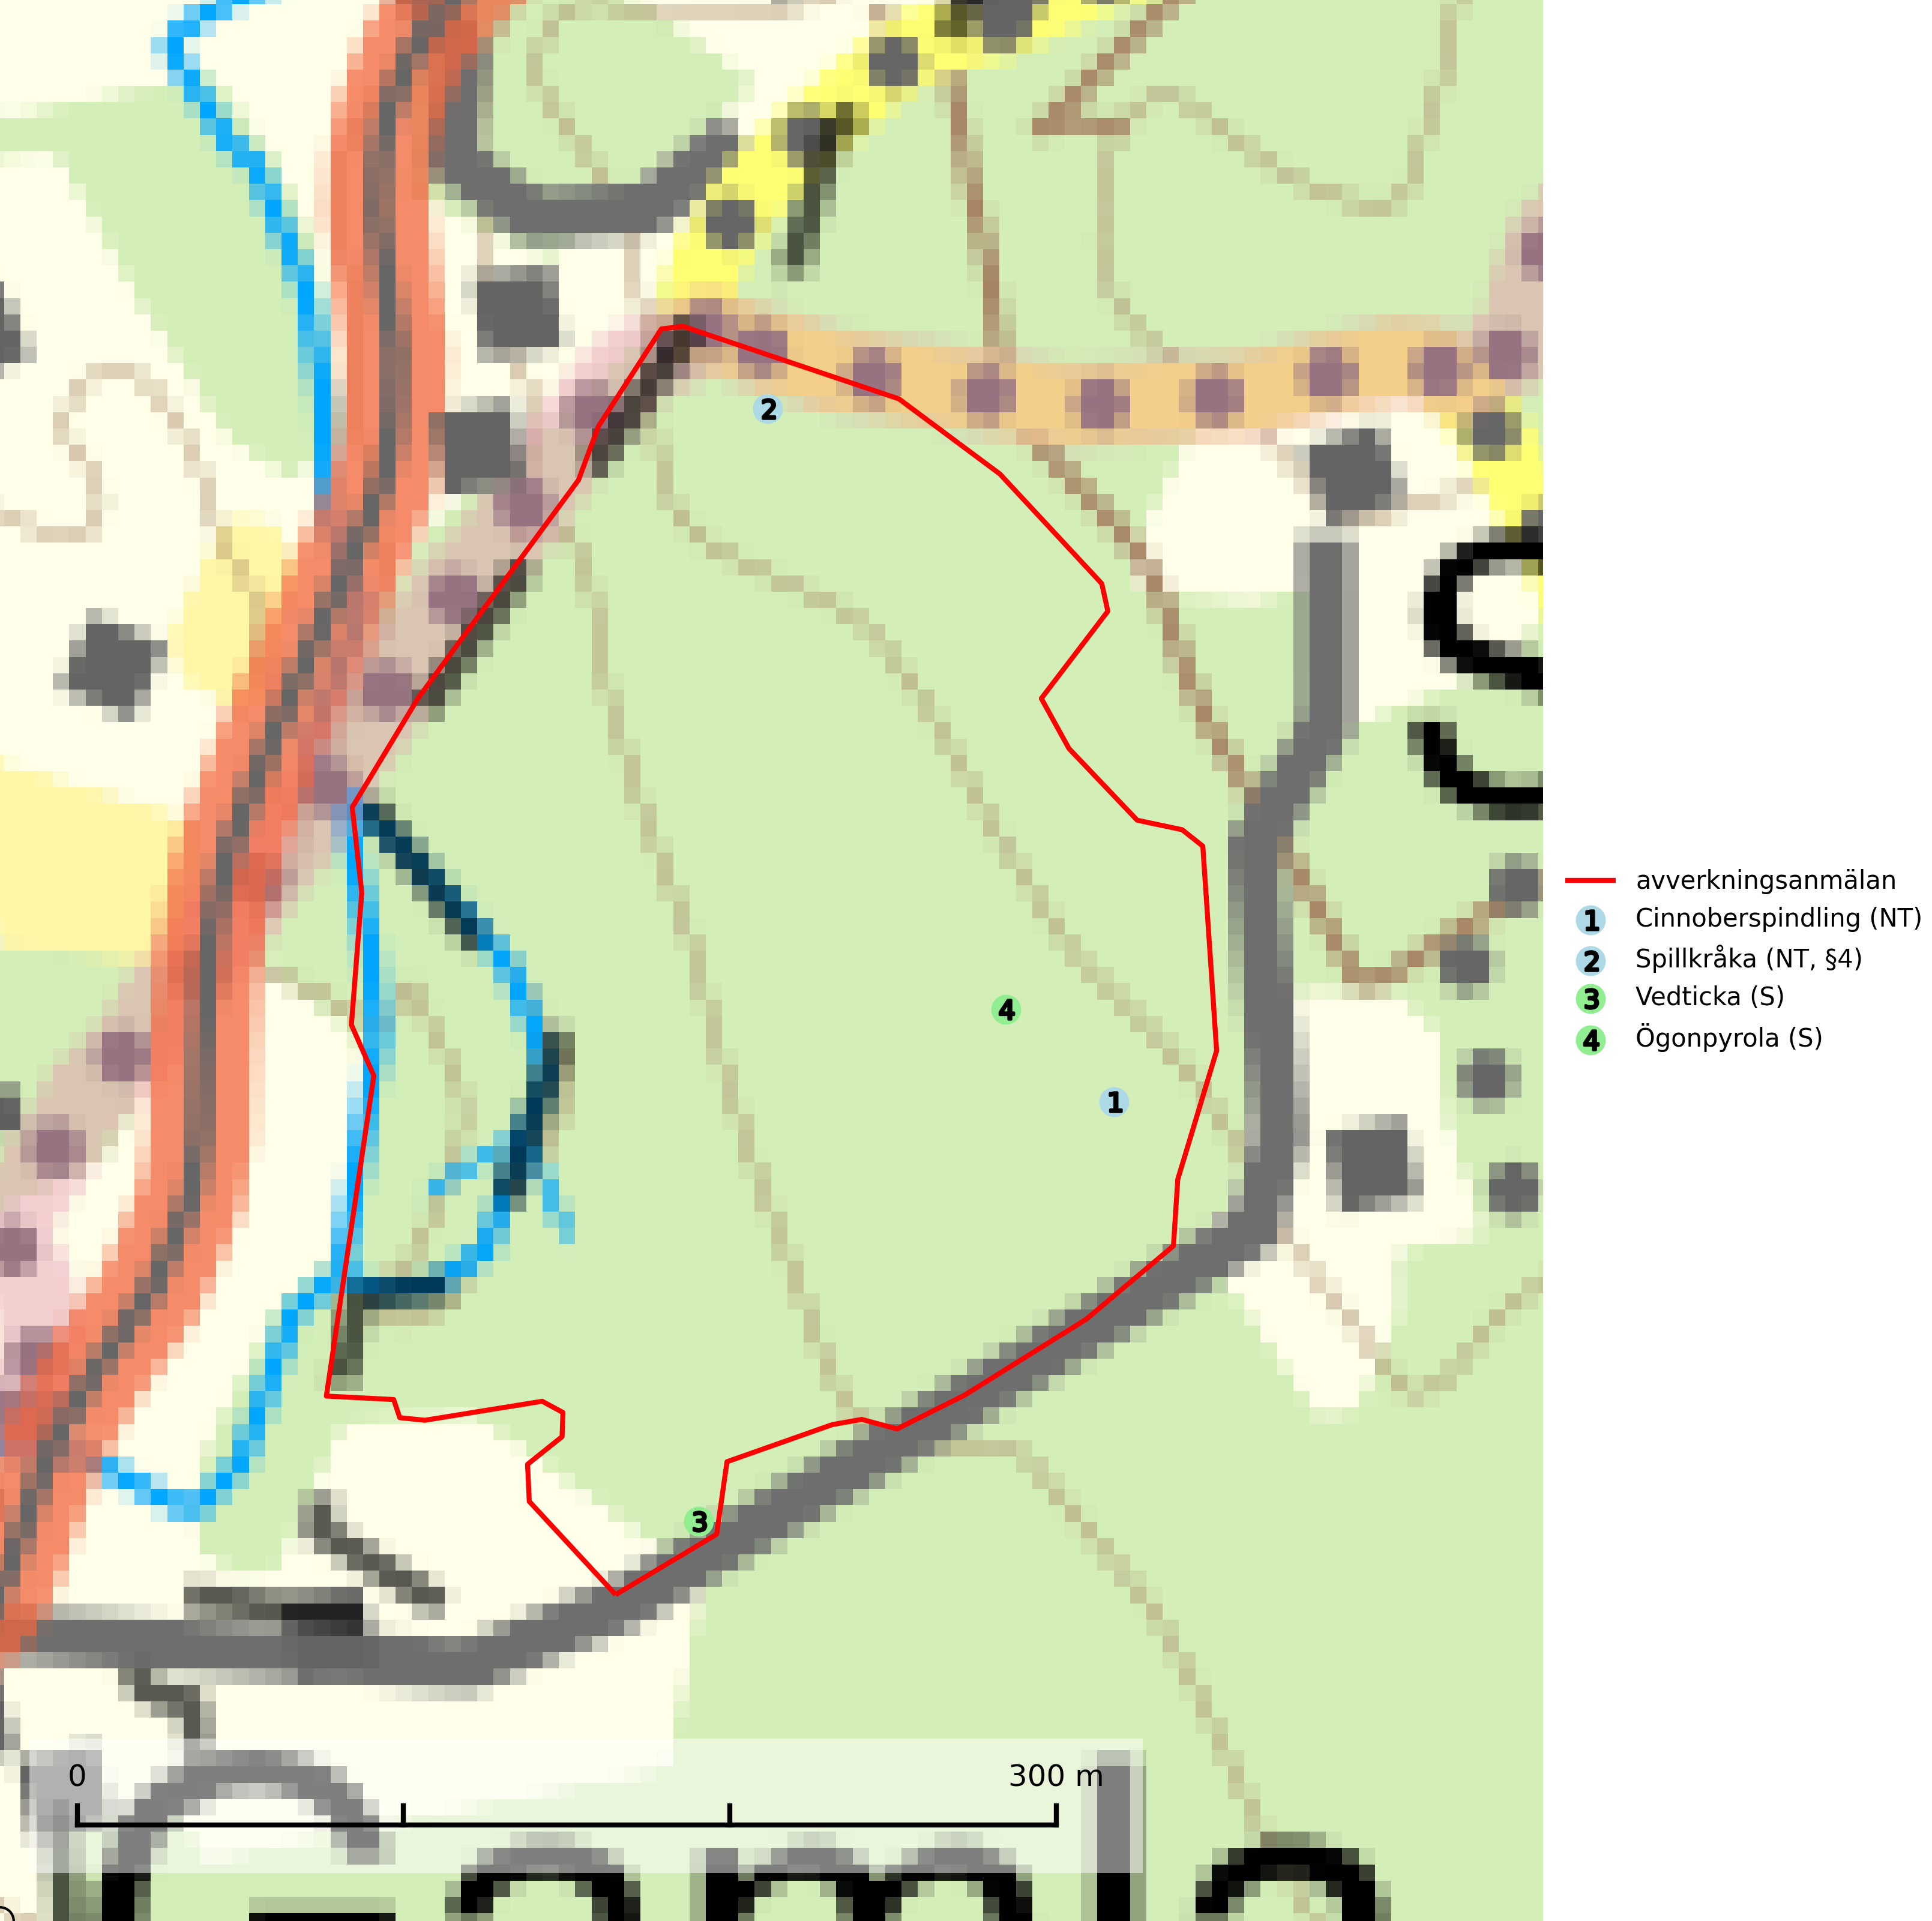 2
4
1
3
avverkningsanmälan
1 Cinnoberspindling (NT)
2 Spillkråka (NT, §4)
3 Vedticka (S)
4 Ögonpyrola (S)
0 300 m